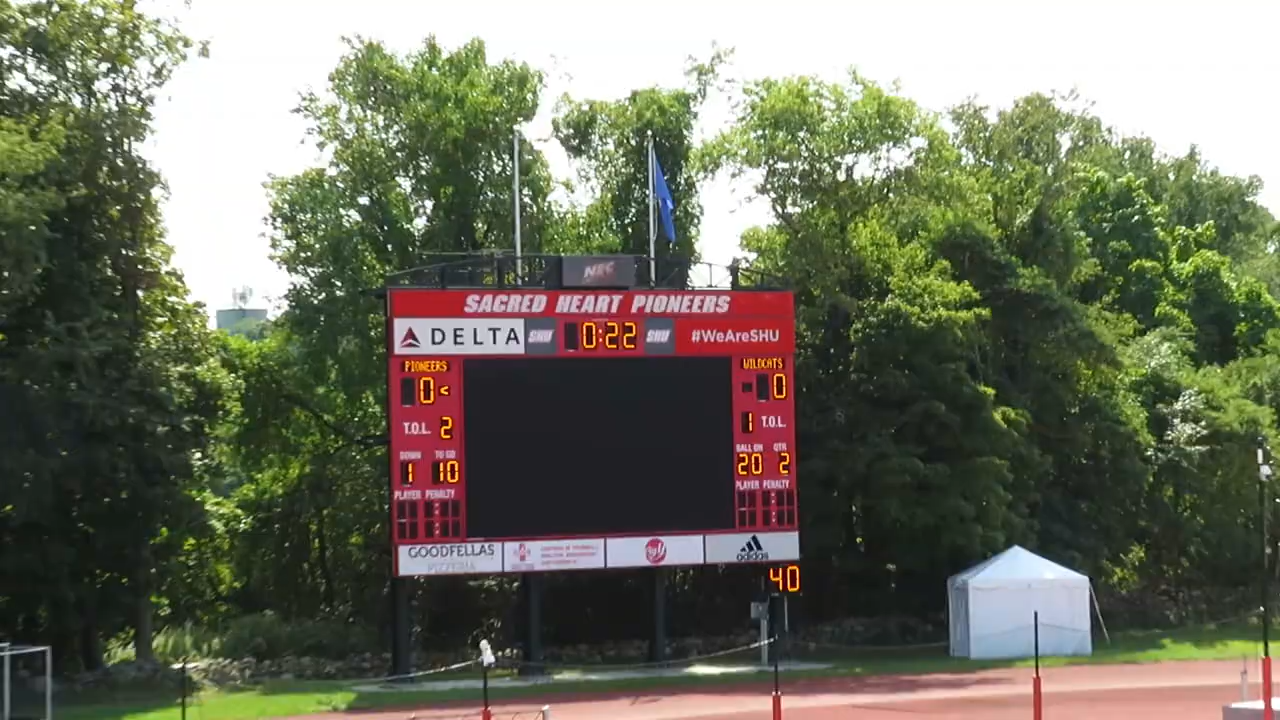 NEC
SACRED HEART PIONEERS
DELTA SHU 0:22 SHU #WeAreSHU
PIONEERS WILDCATS
0 < 0
T.O.L. 2 1 T.O.L.
DOWN TO GO BALL ON QTR
1 10 20 2
PLAYER PENALTY PLAYER PENALTY
GOODFELLAS
PIZZERIA
adidas
40